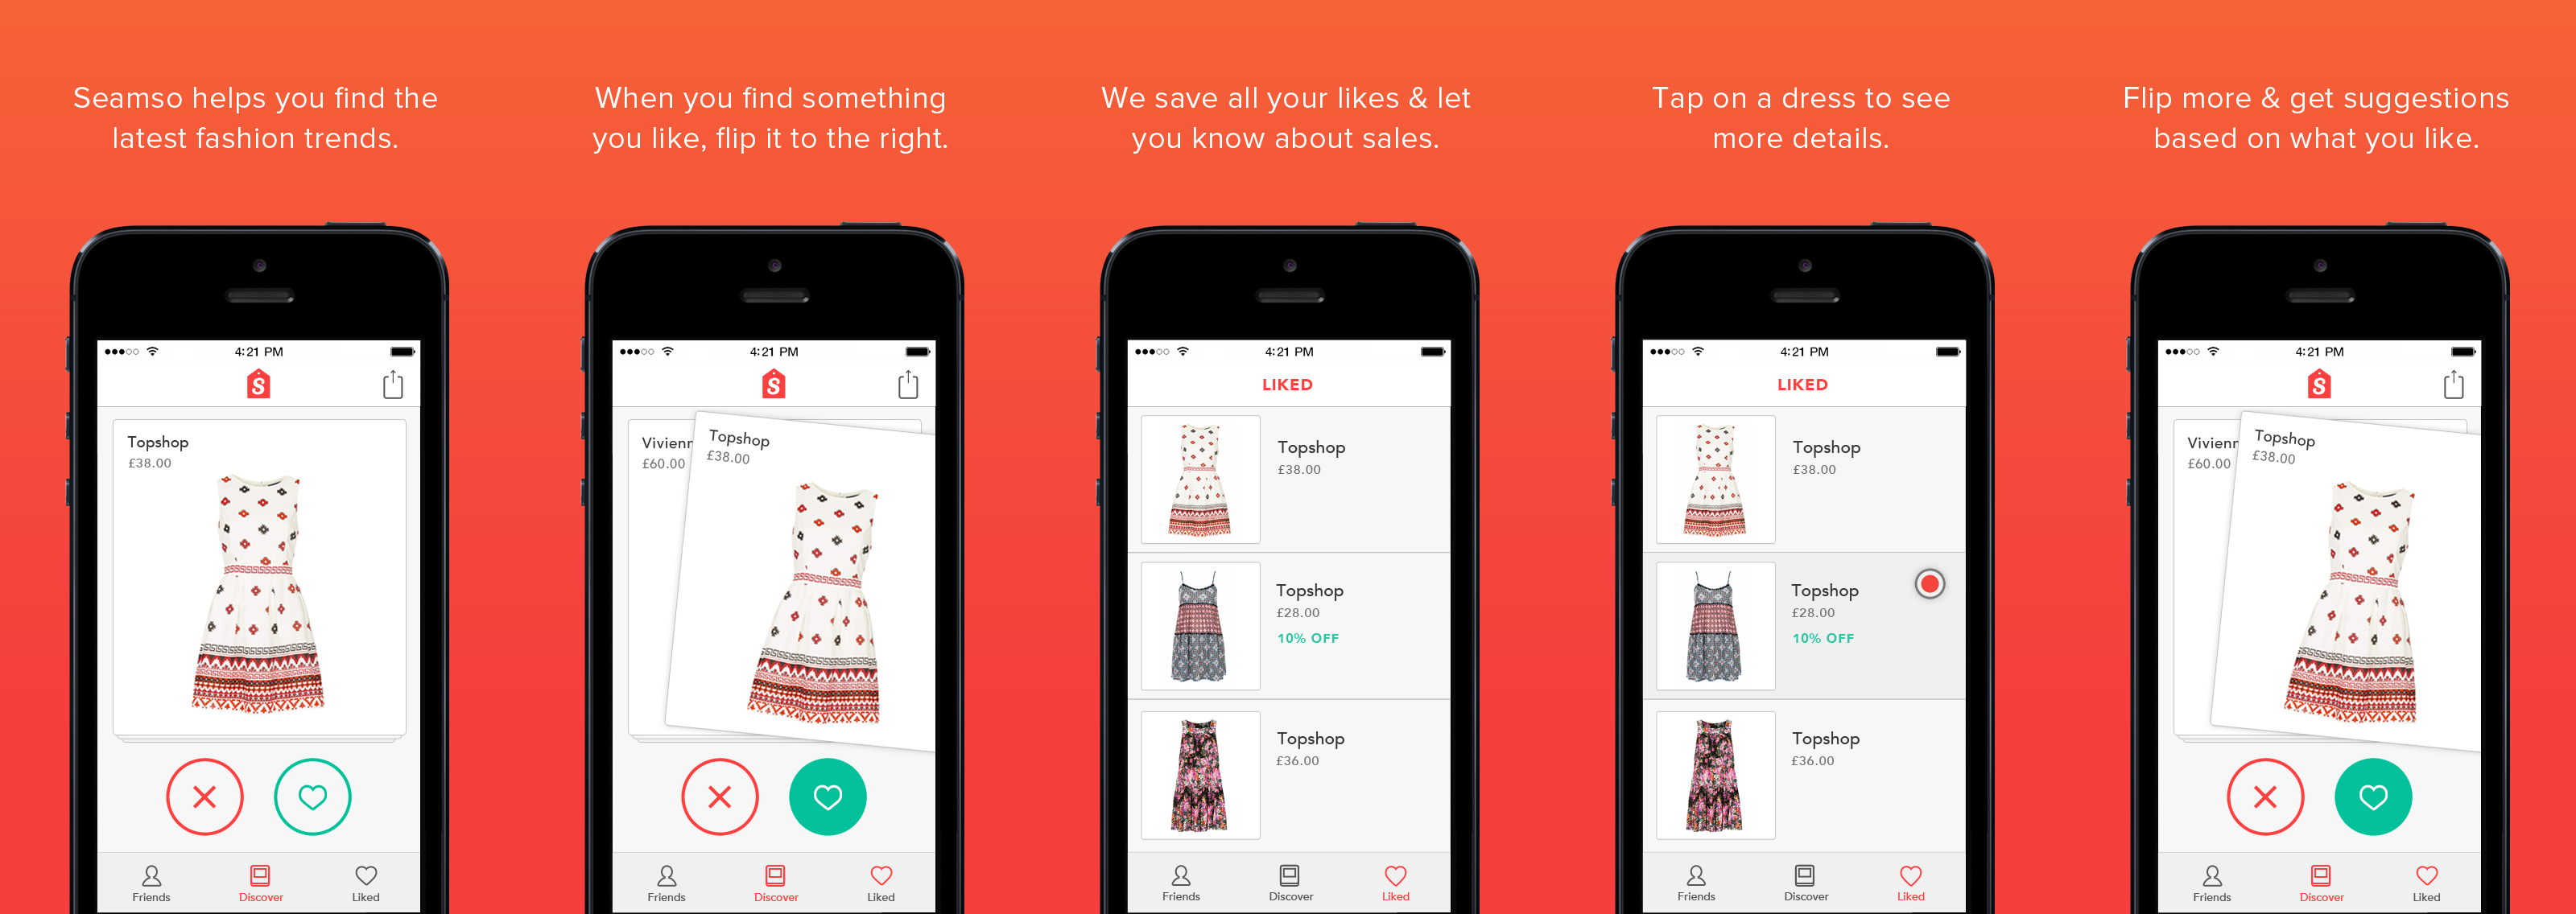 Seamso helps you find the
latest fashion trends.
4:21 PM
S
Topshop
£38.00
Friends
Discover
Liked
When you find something
you like, flip it to the right.
4:21 PM
S
Vivienn
£60.00
Topshop
£38.00
Friends
Discover
Liked
We save all your likes & let
you know about sales.
4:21 PM
LIKED
Topshop
£38.00
Topshop
£28.00
10% OFF
Topshop
£36.00
Friends
Discover
Liked
Tap on a dress to see
more details.
4:21 PM
LIKED
Topshop
£38.00
Topshop
£28.00
10% OFF
Topshop
£36.00
Friends
Discover
Liked
Flip more & get suggestions
based on what you like.
4:21 PM
S
Vivienn
£60.00
Topshop
£38.00
Friends
Discover
Liked